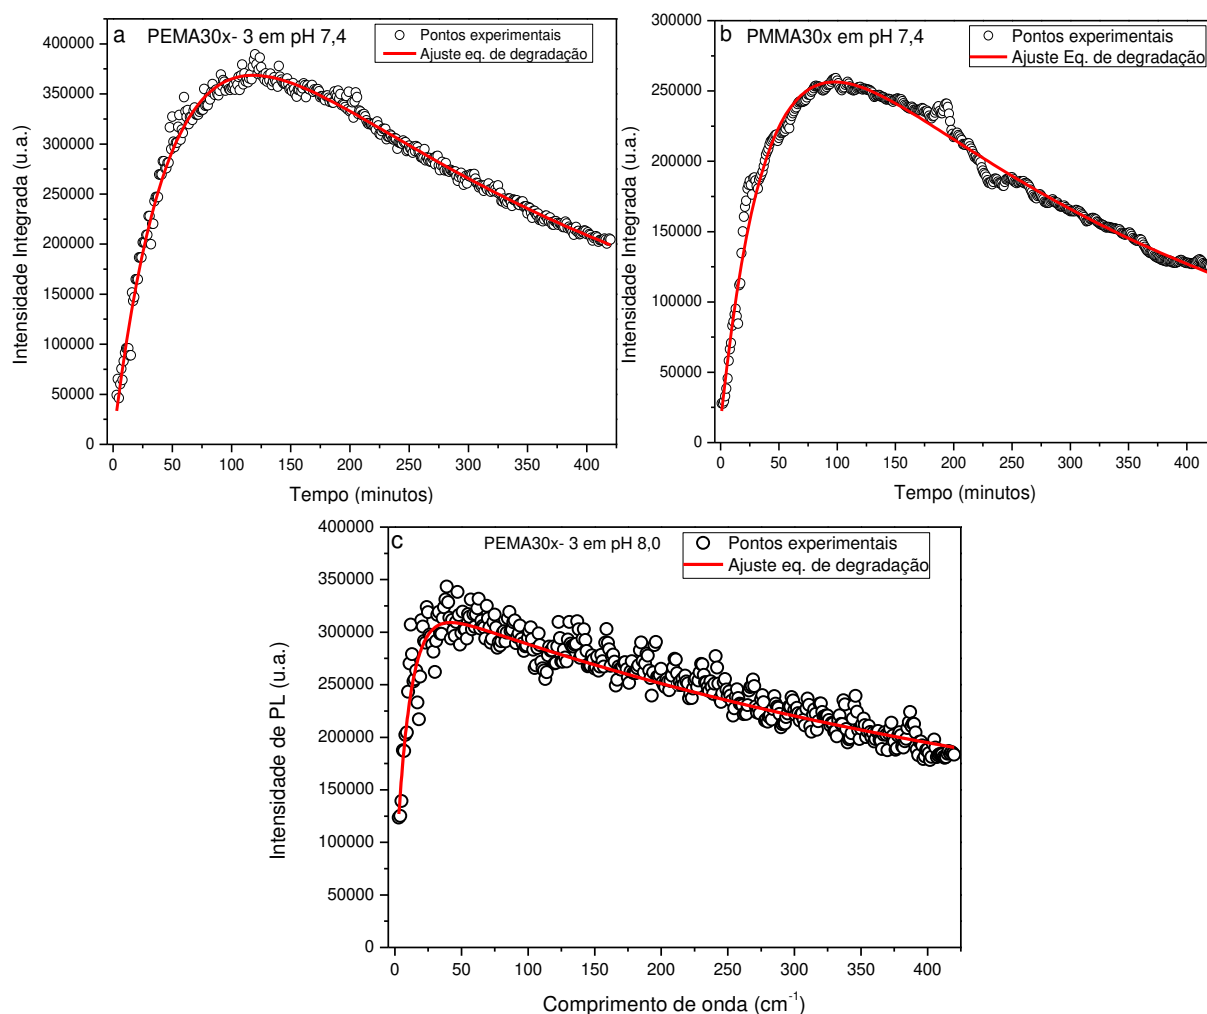 a
PEMA30x- 3 em pH 7,4
Pontos experimentais
Ajuste eq. de degradação
400000
350000
300000
250000
200000
150000
100000
50000
0
Intensidade Integrada (u.a.)
0 50 100 150 200 250 300 350 400
Tempo (minutos)
b
PMMA30x em pH 7,4
Pontos experimentais
Ajuste Eq. de degradação
300000
250000
200000
150000
100000
50000
0
Intensidade Integrada (u.a.)
0 50 100 150 200 250 300 350 400
Tempo (minutos)
c
PEMA30x- 3 em pH 8,0
Pontos experimentais
Ajuste eq. de degradação
400000
350000
300000
250000
200000
150000
100000
50000
0
Intensidade de PL (u.a.)
0 50 100 150 200 250 300 350 400
Comprimento de onda (cm⁻¹)